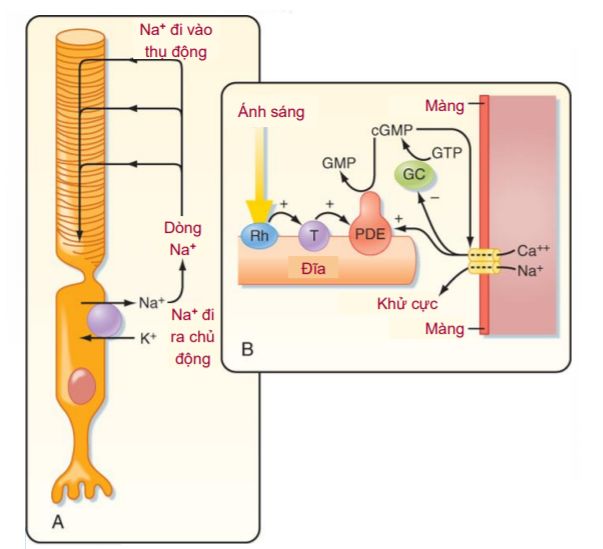 Na⁺ đi vào
thụ động
Dòng
Na⁺
Na⁺
Na⁺ đi
ra chủ
động
K⁺
A
Ánh sáng
Màng
cGMP
GTP
GMP
GC
+
+
−
+
Rh
T
PDE
Đĩa
Ca⁺⁺
Na⁺
Khử cực
Màng
B